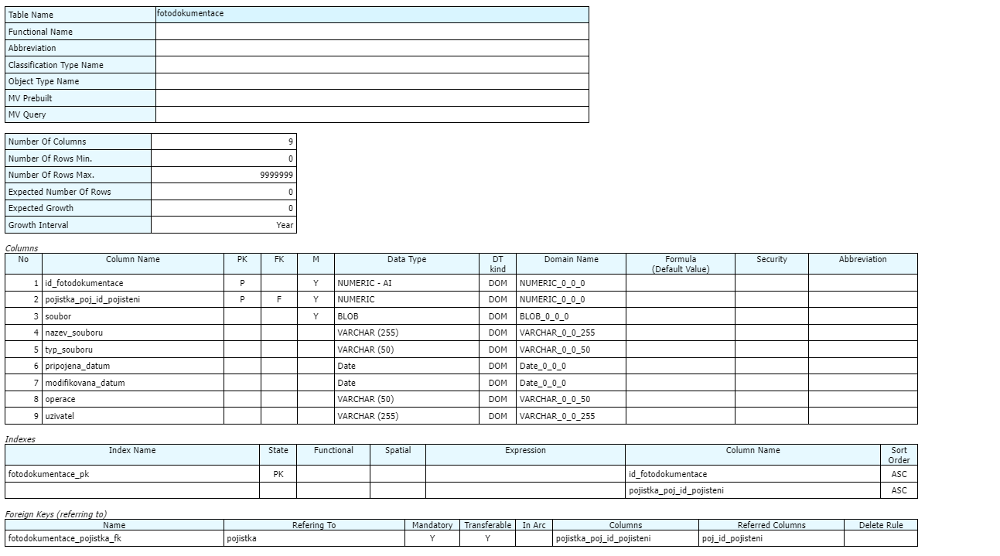 Table Name fotodokumentace
Functional Name
Abbreviation
Classification Type Name
Object Type Name
MV Prebuilt
MV Query
Number Of Columns 9
Number Of Rows Min. 0
Number Of Rows Max. 9999999
Expected Number Of Rows 0
Expected Growth 0
Growth Interval Year
Columns
No Column Name PK FK M Data Type DT kind Domain Name Formula (Default Value) Security Abbreviation
1 id_fotodokumentace P Y NUMERIC - AI DOM NUMERIC_0_0_0
2 pojistka_poj_id_pojisteni P F Y NUMERIC DOM NUMERIC_0_0_0
3 soubor Y BLOB DOM BLOB_0_0_0
4 nazev_souboru VARCHAR (255) DOM VARCHAR_0_0_255
5 typ_souboru VARCHAR (50) DOM VARCHAR_0_0_50
6 pripojena_datum Date DOM Date_0_0_0
7 modifikovana_datum Date DOM Date_0_0_0
8 operace VARCHAR (50) DOM VARCHAR_0_0_50
9 uzivatel VARCHAR (255) DOM VARCHAR_0_0_255
Indexes
Index Name State Functional Spatial Expression Column Name Sort Order
fotodokumentace_pk PK id_fotodokumentace ASC
pojistka_poj_id_pojisteni ASC
Foreign Keys (referring to)
Name Refering To Mandatory Transferable In Arc Columns Referred Columns Delete Rule
fotodokumentace_pojistka_fk pojistka Y Y pojistka_poj_id_pojisteni poj_id_pojisteni